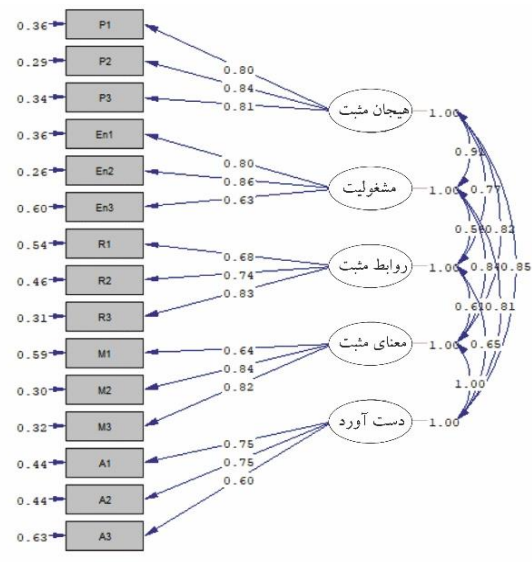 0.36 P1
0.29 P2
0.34 P3
0.36 En1
0.26 En2
0.60 En3
0.54 R1
0.46 R2
0.31 R3
0.59 M1
0.30 M2
0.32 M3
0.44 A1
0.44 A2
0.63 A3
0.80
0.84
0.81
0.80
0.86
0.63
0.68
0.74
0.83
0.64
0.84
0.82
0.75
0.75
0.60
هیجان مثبت 1.00
مشغولیت 1.00
روابط مثبت 1.00
معنای مثبت 1.00
دست آورد 1.00
0.77
0.82
0.84
0.85
0.81
0.65
1.00